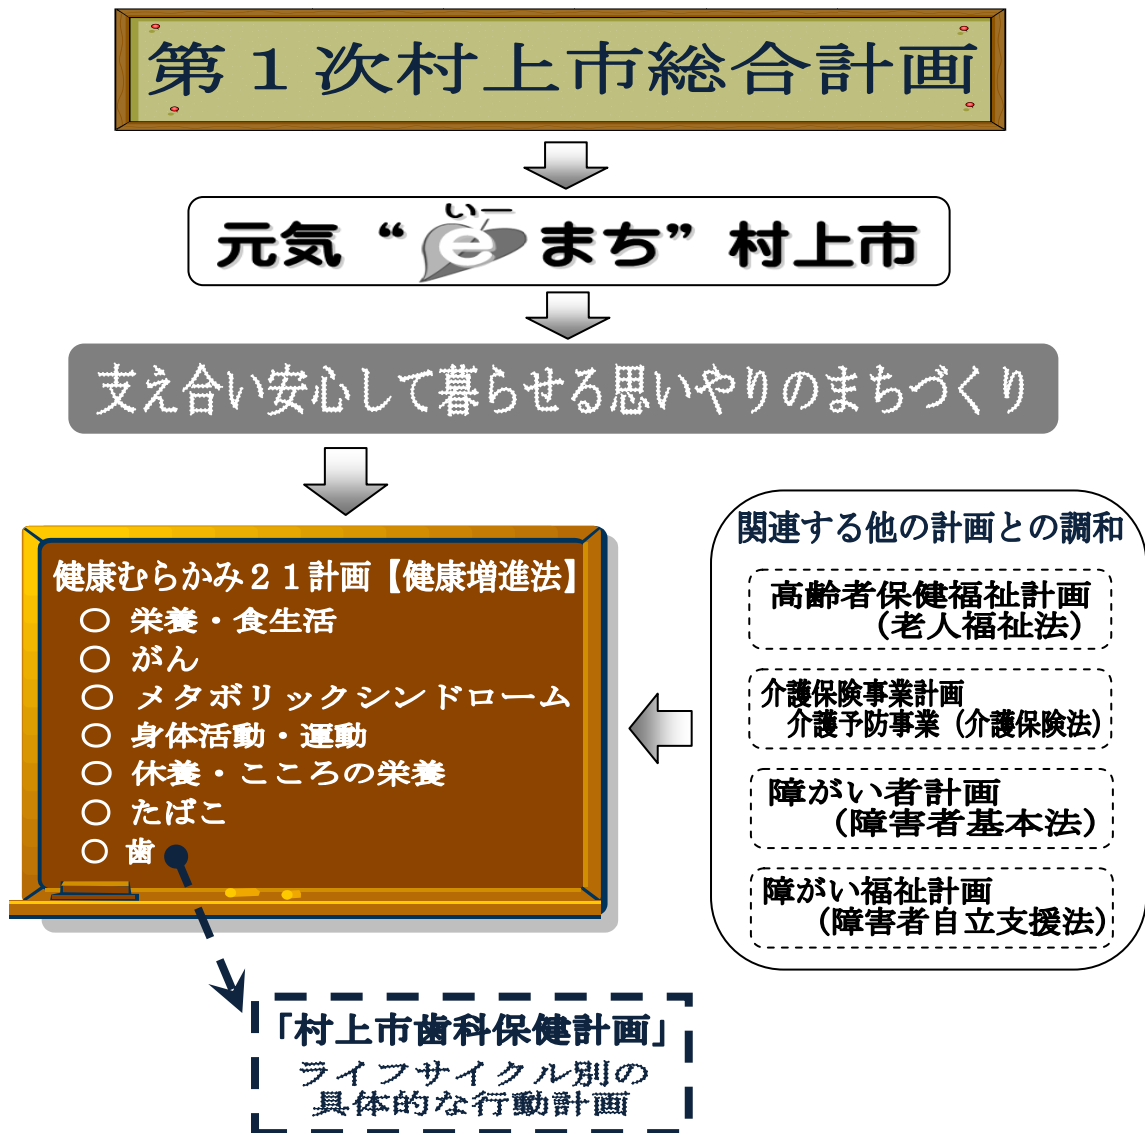 第１次村上市総合計画
いー
元気 “eまち” 村上市
支え合い安心して暮らせる思いやりのまちづくり
健康むらかみ２１計画【健康増進法】
○ 栄養・食生活
○ がん
○ メタボリックシンドローム
○ 身体活動・運動
○ 休養・こころの栄養
○ たばこ
○ 歯
関連する他の計画との調和
高齢者保健福祉計画
（老人福祉法）
介護保険事業計画
介護予防事業（介護保険法）
障がい者計画
（障害者基本法）
障がい福祉計画
（障害者自立支援法）
「村上市歯科保健計画」
ライフサイクル別の
具体的な行動計画